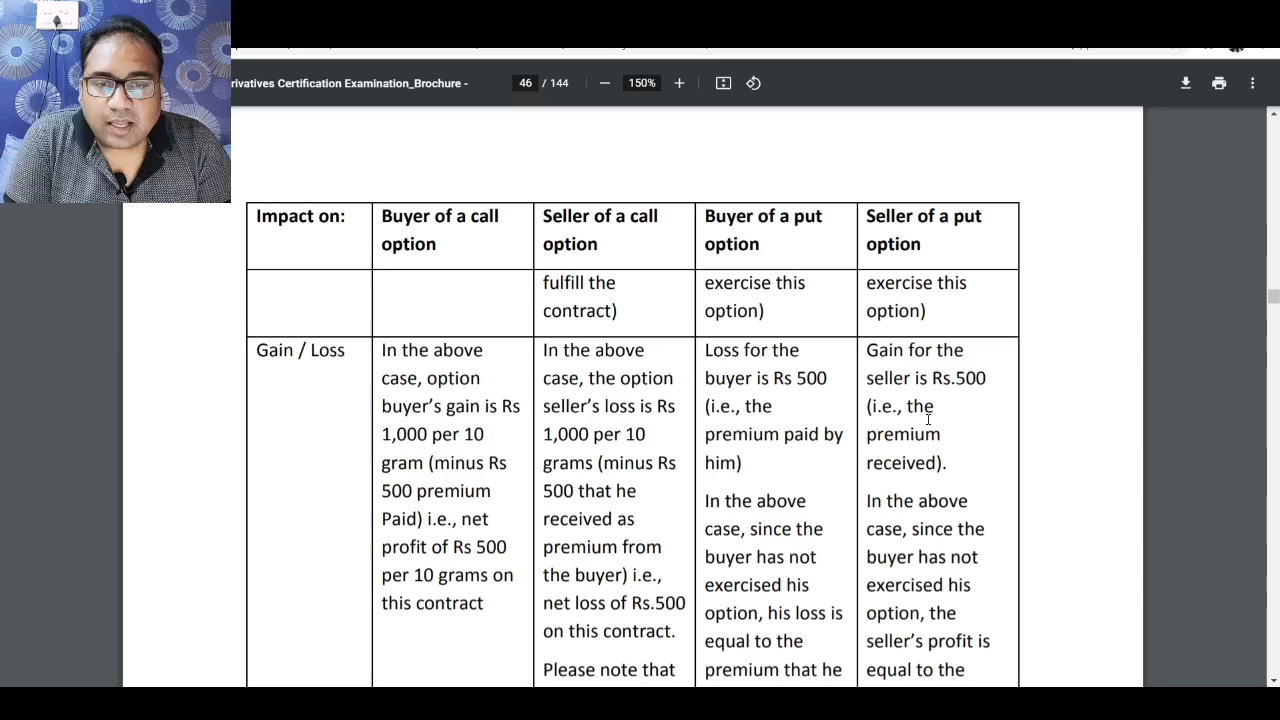 rivatives Certification Examination_Brochure -
46 / 144
150%
Impact on:
Buyer of a call
option
Seller of a call
option
Buyer of a put
option
Seller of a put
option
fulfill the
contract)
exercise this
option)
exercise this
option)
Gain / Loss
In the above
case, option
buyer's gain is Rs
1,000 per 10
gram (minus Rs
500 premium
Paid) i.e., net
profit of Rs 500
per 10 grams on
this contract
In the above
case, the option
seller's loss is Rs
1,000 per 10
grams (minus Rs
500 that he
received as
premium from
the buyer) i.e.,
net loss of Rs.500
on this contract.
Please note that
Loss for the
buyer is Rs 500
(i.e., the
premium paid by
him)
In the above
case, since the
buyer has not
exercised his
option, his loss is
equal to the
premium that he
Gain for the
seller is Rs.500
(i.e., the
premium
received).
In the above
case, since the
buyer has not
exercised his
option, the
seller's profit is
equal to the